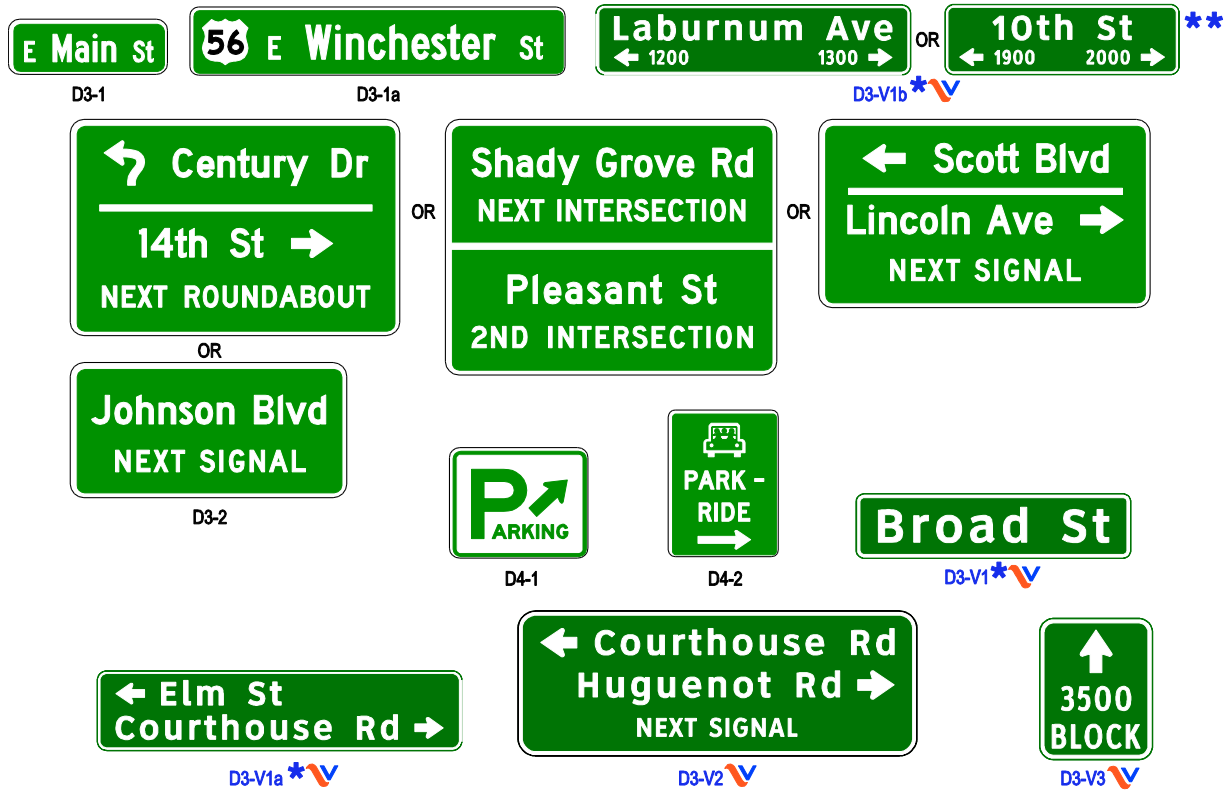 E Main St
D3-1
56 E Winchester St
D3-1a
Laburnum Ave
← 1200 1300 →
OR
10th St
← 1900 2000 →
**
D3-V1b*
Century Dr
14th St →
NEXT ROUNDABOUT
OR
Shady Grove Rd
NEXT INTERSECTION
Pleasant St
2ND INTERSECTION
OR
← Scott Blvd
Lincoln Ave →
NEXT SIGNAL
OR
Johnson Blvd
NEXT SIGNAL
D3-2
P
ARKING
D4-1
PARK -
RIDE
D4-2
Broad St
D3-V1*
← Elm St
Courthouse Rd →
D3-V1a*
← Courthouse Rd
Huguenot Rd →
NEXT SIGNAL
D3-V2
3500
BLOCK
D3-V3